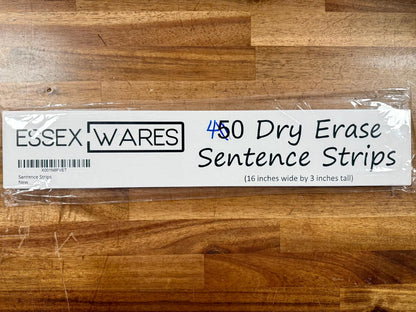 ESSEX WARES
450 Dry Erase
Sentence Strips
(16 inches wide by 3 inches tall)
Sentence Strips
New